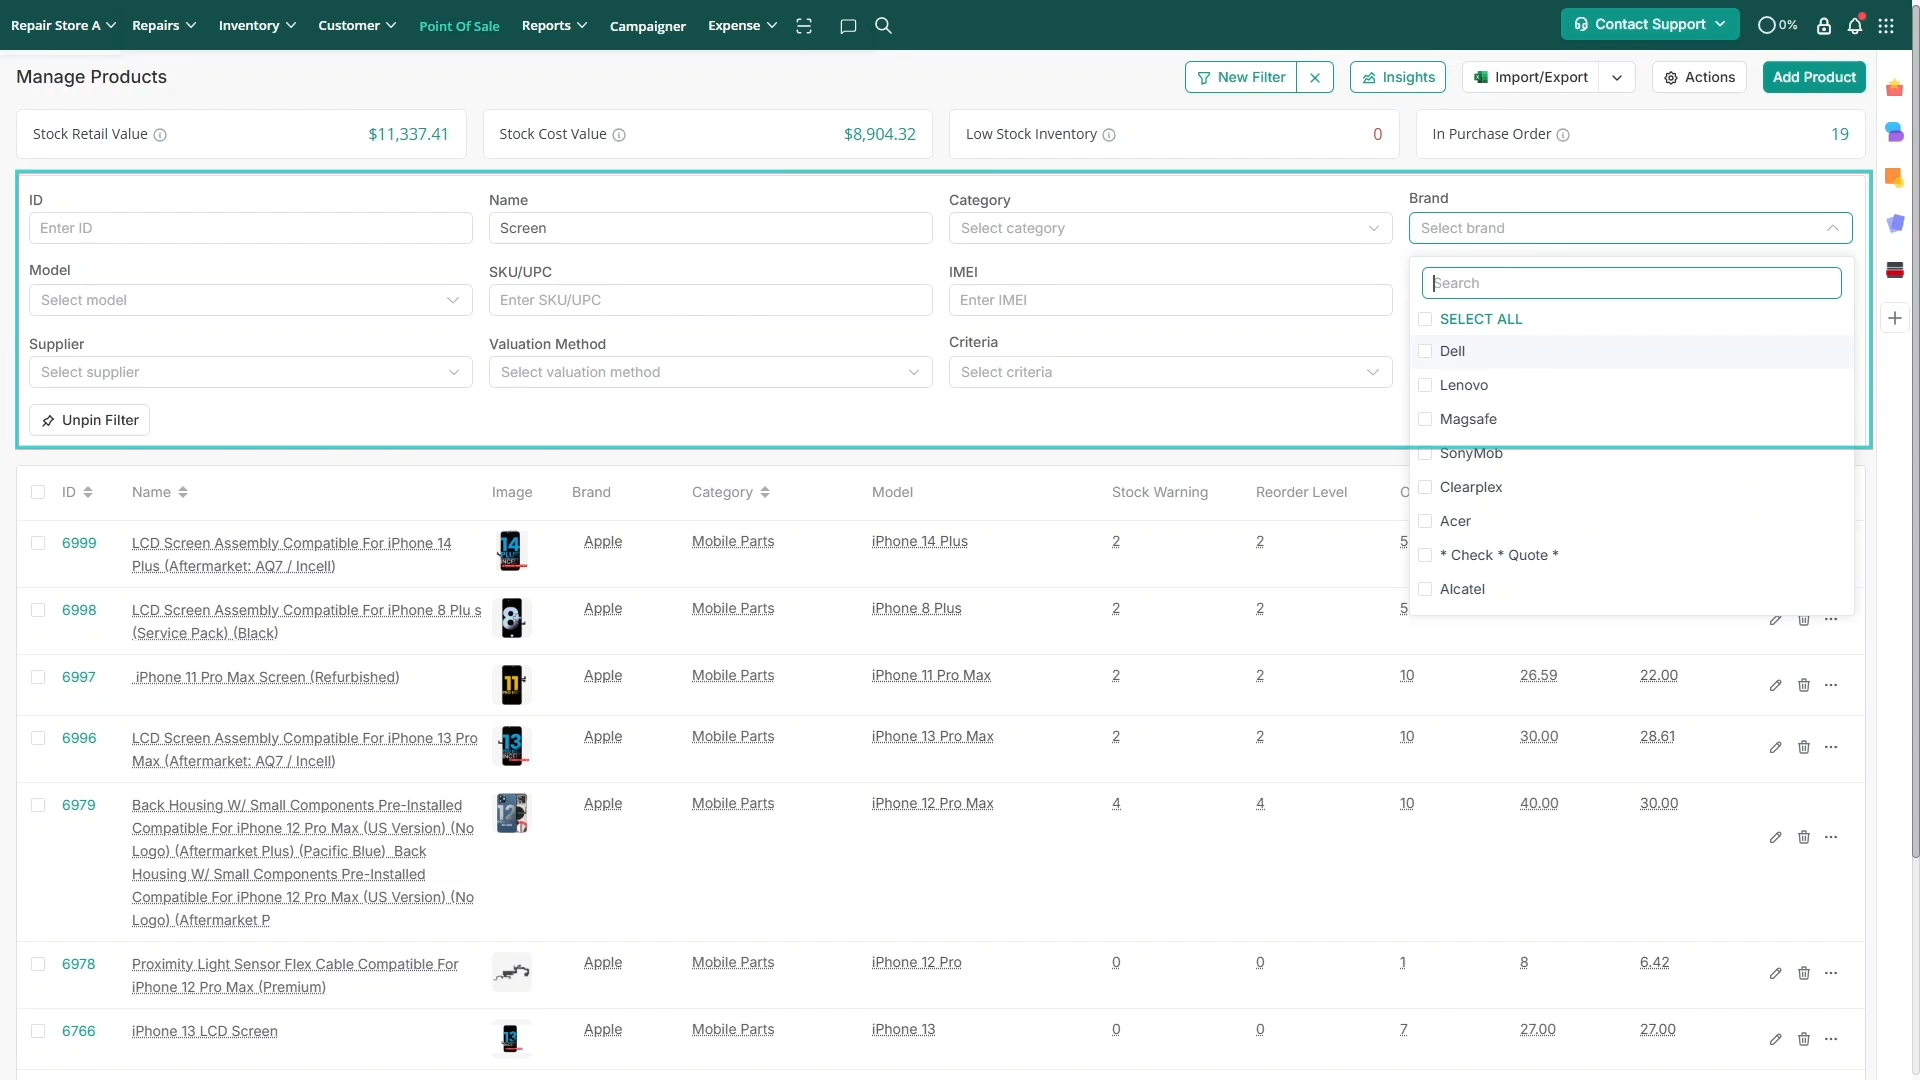 Repair Store A Repairs Inventory Customer Point Of Sale Reports Campaigner Expense Contact Support 0%
Manage Products New Filter Insights Import/Export Actions Add Product
Stock Retail Value $11,337.41 Stock Cost Value $8,904.32 Low Stock Inventory 0 In Purchase Order 19
ID Name Category Brand
Enter ID Screen Select category Select brand
Model SKU/UPC IMEI
Select model Enter SKU/UPC Enter IMEI
Search
SELECT ALL
Dell
Lenovo
Magsafe
SonyMob
Clearplex
Acer
* Check * Quote *
Alcatel
Supplier Valuation Method Criteria
Select supplier Select valuation method Select criteria
Unpin Filter
ID Name Image Brand Category Model Stock Warning Reorder Level
6999 LCD Screen Assembly Compatible For iPhone 14 Apple Mobile Parts iPhone 14 Plus 2 2 5
Plus (Aftermarket: AQ7 / Incell)
6998 LCD Screen Assembly Compatible For iPhone 8 Plu s Apple Mobile Parts iPhone 8 Plus 2 2 5
(Service Pack) (Black)
6997 iPhone 11 Pro Max Screen (Refurbished) Apple Mobile Parts iPhone 11 Pro Max 2 2 10 26.59 22.00
6996 LCD Screen Assembly Compatible For iPhone 13 Pro Apple Mobile Parts iPhone 13 Pro Max 2 2 10 30.00 28.61
Max (Aftermarket: AQ7 / Incell)
6979 Back Housing W/ Small Components Pre-Installed Apple Mobile Parts iPhone 12 Pro Max 4 4 10 40.00 30.00
Compatible For iPhone 12 Pro Max (US Version) (No
Logo) (Aftermarket Plus) (Pacific Blue) Back
Housing W/ Small Components Pre-Installed
Compatible For iPhone 12 Pro Max (US Version) (No
Logo) (Aftermarket P
6978 Proximity Light Sensor Flex Cable Compatible For Apple Mobile Parts iPhone 12 Pro 0 0 1 8 6.42
iPhone 12 Pro Max (Premium)
6766 iPhone 13 LCD Screen Apple Mobile Parts iPhone 13 0 0 7 27.00 27.00